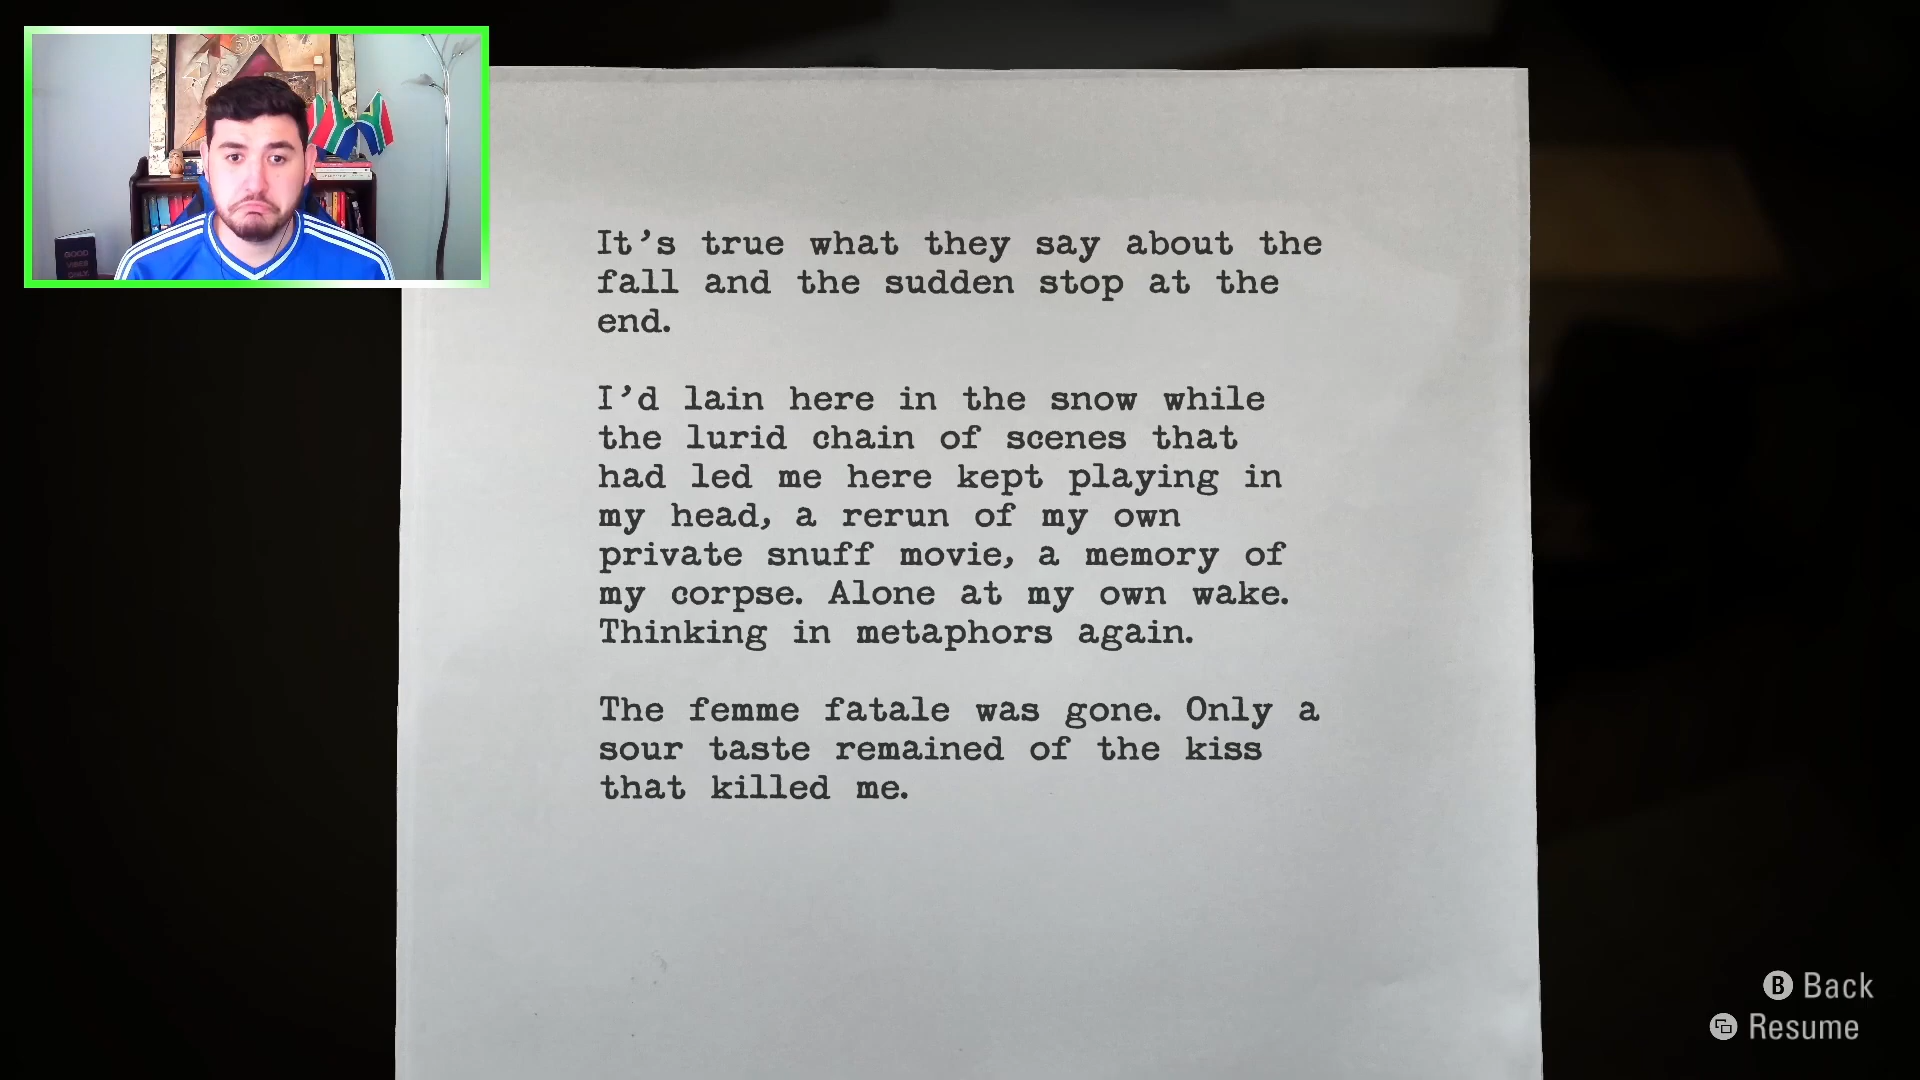 GOOD
VIBES
ONLY.
It’s true what they say about the
fall and the sudden stop at the
end.
I’d lain here in the snow while
the lurid chain of scenes that
had led me here kept playing in
my head, a rerun of my own
private snuff movie, a memory of
my corpse. Alone at my own wake.
Thinking in metaphors again.
The femme fatale was gone. Only a
sour taste remained of the kiss
that killed me.
B Back
Resume